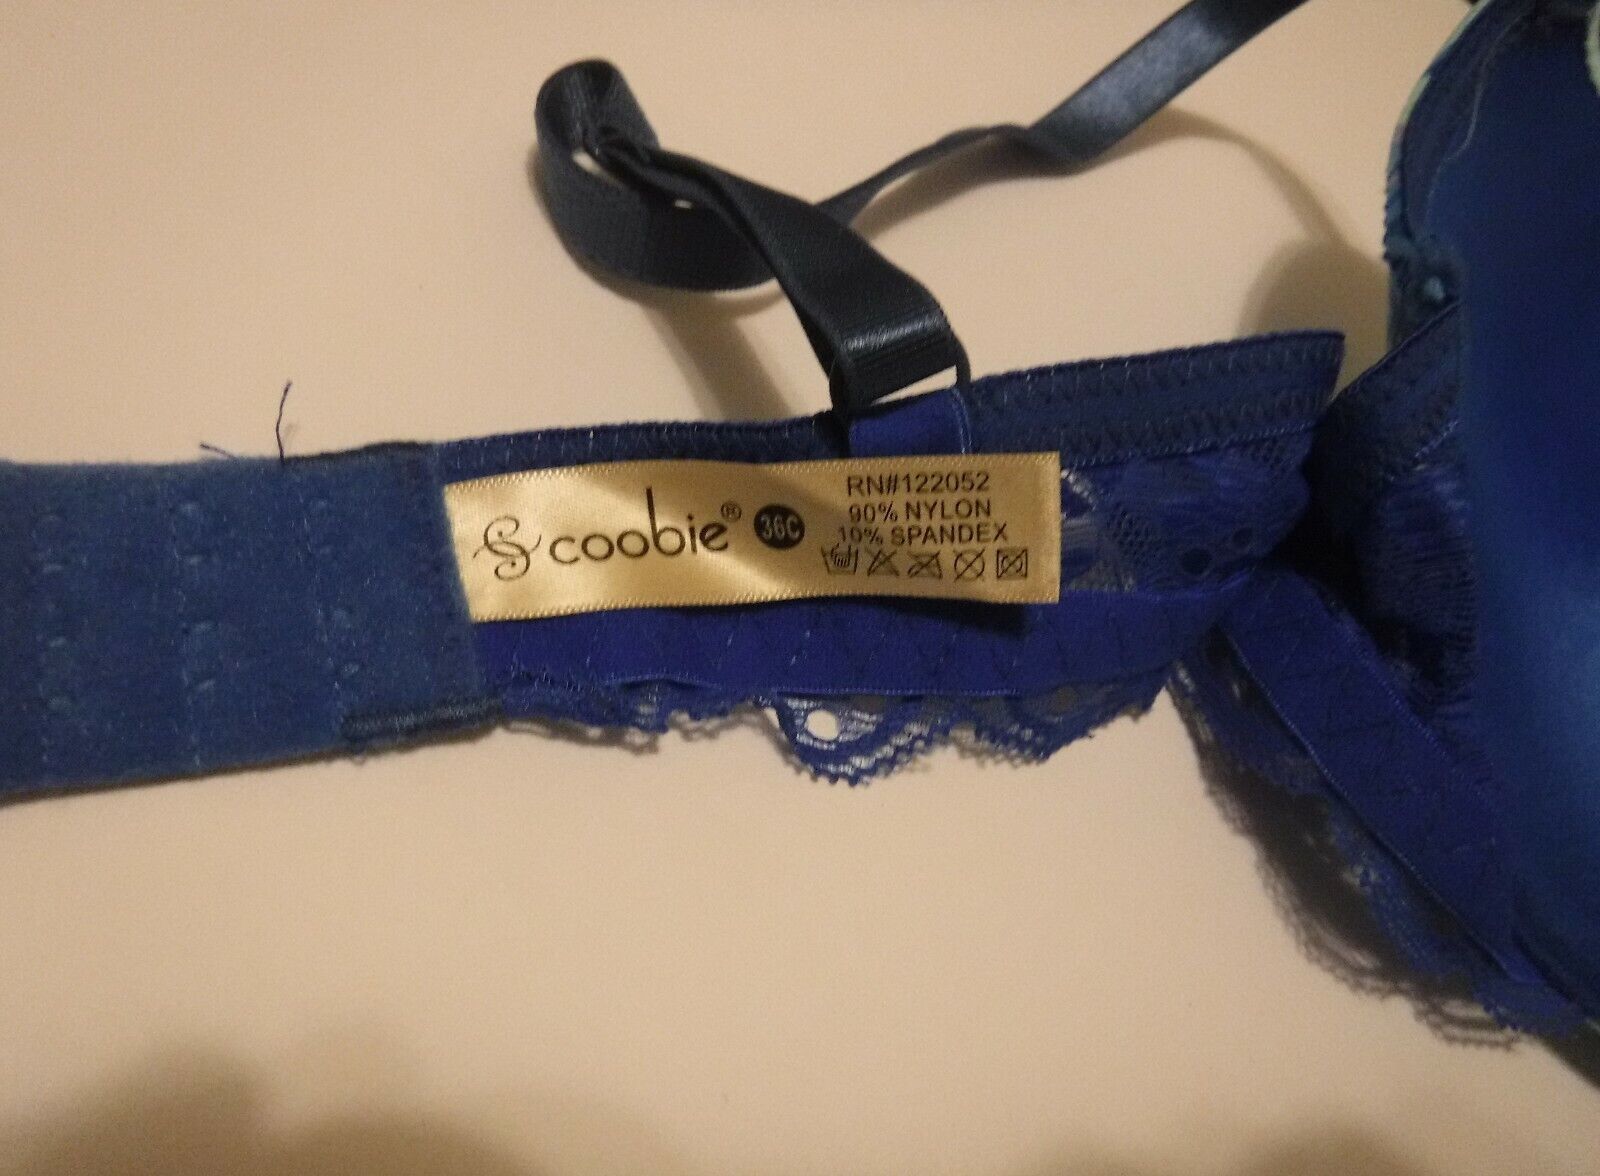 coobie® 36C
RN#122052
90% NYLON
10% SPANDEX